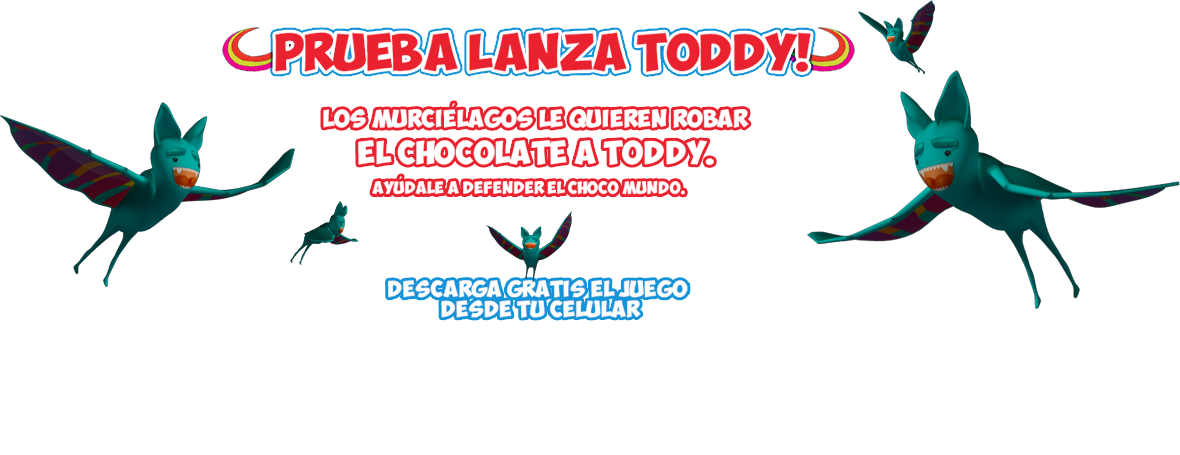 PRUEBA LANZA TODDY!
LOS MURCIÉLAGOS LE QUIEREN ROBAR
EL CHOCOLATE A TODDY.
AYÚDALE A DEFENDER EL CHOCO MUNDO.
DESCARGA GRATIS EL JUEGO
DESDE TU CELULAR